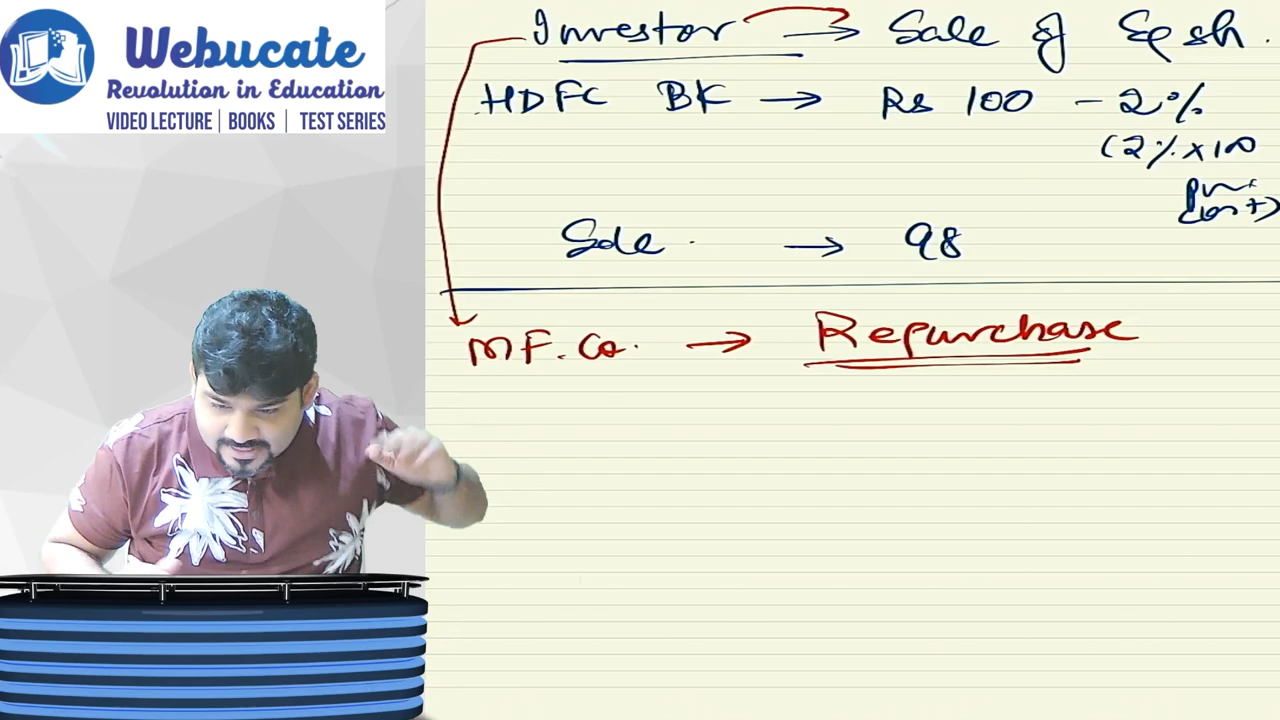 Webucate
Revolution in Education
VIDEO LECTURE | BOOKS | TEST SERIES
Investor → Sale of Eq sh.
HDFC BK → Rs 100 - 2%
(2% x 100
Sale → 98
MF. Co. → Repurchase